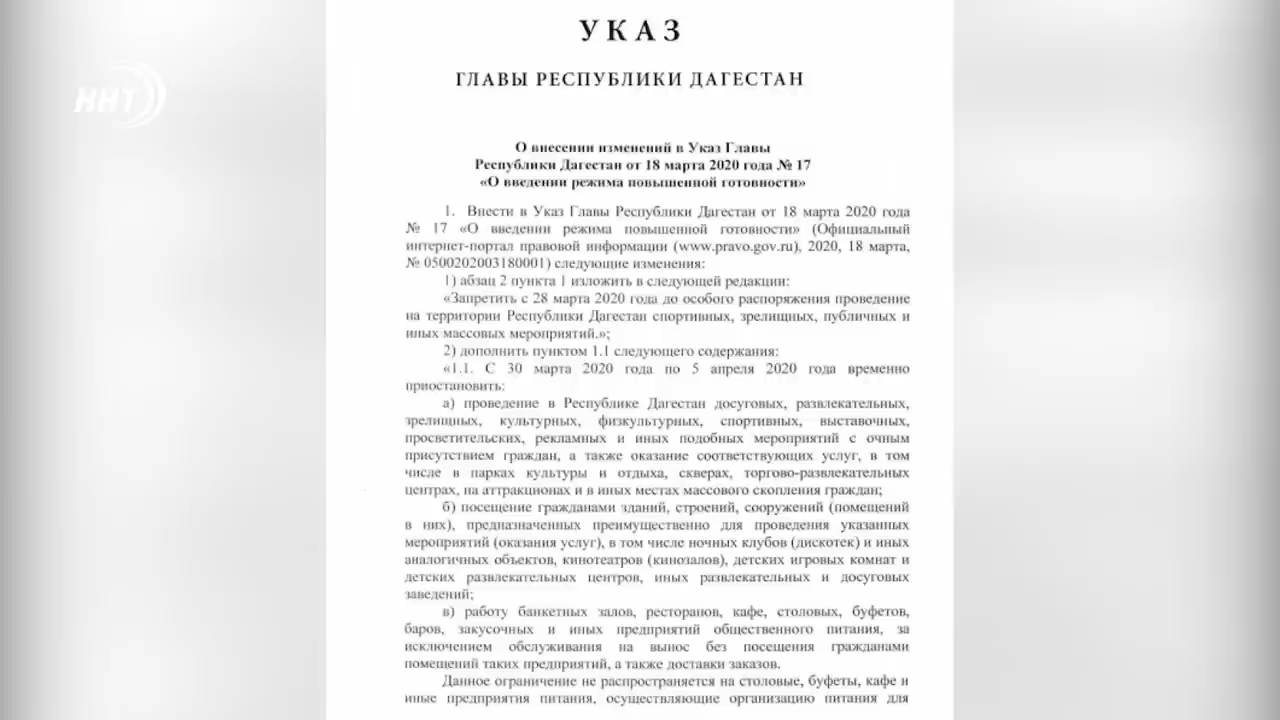 ННТ
УКАЗ
ГЛАВЫ РЕСПУБЛИКИ ДАГЕСТАН
О внесении изменений в Указ Главы
Республики Дагестан от 18 марта 2020 года № 17
«О введении режима повышенной готовности»
1. Внести в Указ Главы Республики Дагестан от 18 марта 2020 года
№ 17 «О введении режима повышенной готовности» (Официальный
интернет-портал правовой информации (www.pravo.gov.ru), 2020, 18 марта,
№ 0500202003180001) следующие изменения:
1) абзац 2 пункта 1 изложить в следующей редакции:
«Запретить с 28 марта 2020 года до особого распоряжения проведение
на территории Республики Дагестан спортивных, зрелищных, публичных и
иных массовых мероприятий.»;
2) дополнить пунктом 1.1 следующего содержания:
«1.1. С 30 марта 2020 года по 5 апреля 2020 года временно
приостановить:
а) проведение в Республике Дагестан досуговых, развлекательных,
зрелищных, культурных, физкультурных, спортивных, выставочных,
просветительских, рекламных и иных подобных мероприятий с очным
присутствием граждан, а также оказание соответствующих услуг, в том
числе в парках культуры и отдыха, скверах, торгово-развлекательных
центрах, на аттракционах и в иных местах массового скопления граждан;
б) посещение гражданами зданий, строений, сооружений (помещений
в них), предназначенных преимущественно для проведения указанных
мероприятий (оказания услуг), в том числе ночных клубов (дискотек) и иных
аналогичных объектов, кинотеатров (кинозалов), детских игровых комнат и
детских развлекательных центров, иных развлекательных и досуговых
заведений;
в) работу банкетных залов, ресторанов, кафе, столовых, буфетов,
баров, закусочных и иных предприятий общественного питания, за
исключением обслуживания на вынос без посещения гражданами
помещений таких предприятий, а также доставки заказов.
Данное ограничение не распространяется на столовые, буфеты, кафе и
иные предприятия питания, осуществляющие организацию питания для